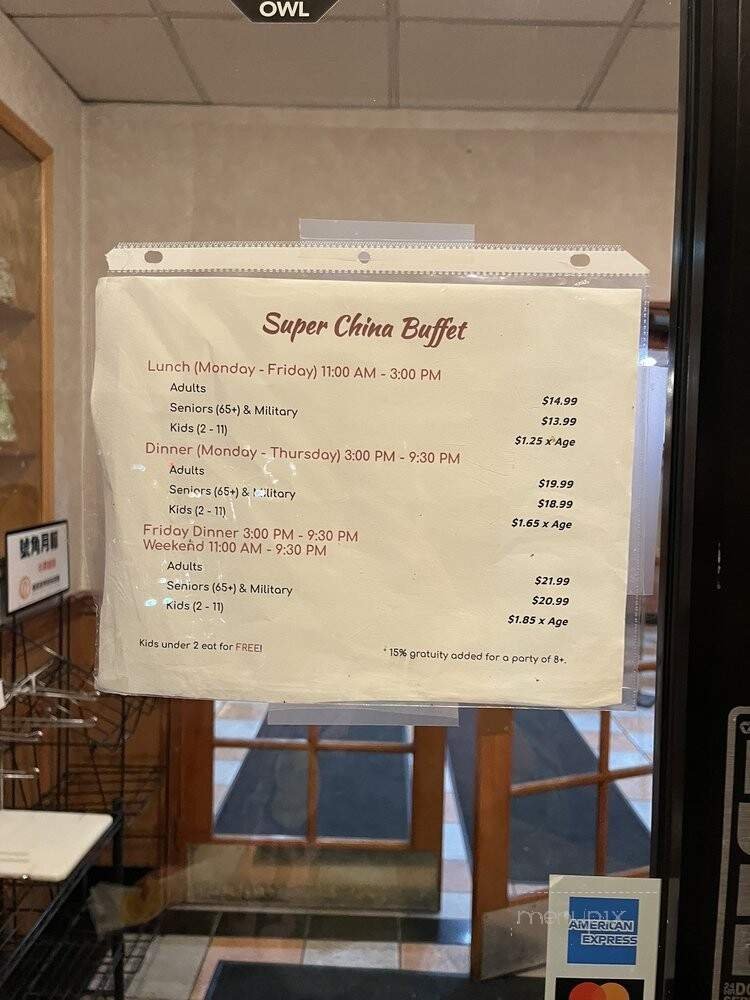 OWL
Super China Buffet
Lunch (Monday - Friday) 11:00 AM - 3:00 PM
Adults $14.99
Seniors (65+) & Military $13.99
Kids (2 - 11) $1.25 x Age
Dinner (Monday - Thursday) 3:00 PM - 9:30 PM
Adults $19.99
Seniors (65+) & Military $18.99
Kids (2 - 11) $1.65 x Age
Friday Dinner 3:00 PM - 9:30 PM
Weekend 11:00 AM - 9:30 PM
Adults $21.99
Seniors (65+) & Military $20.99
Kids (2 - 11) $1.85 x Age
Kids under 2 eat for FREE!
* 15% gratuity added for a party of 8+.
號角月報
menupix
AMERICAN
EXPRESS